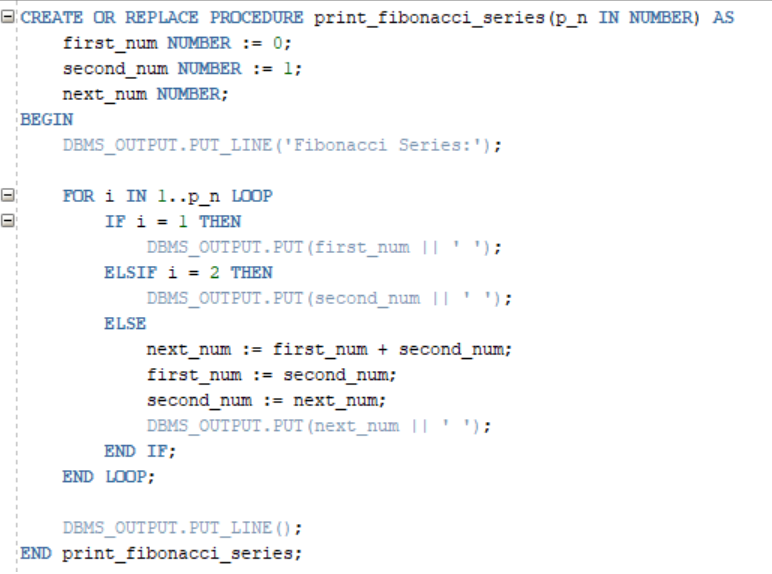 CREATE OR REPLACE PROCEDURE print_fibonacci_series(p_n IN NUMBER) AS
    first_num NUMBER := 0;
    second_num NUMBER := 1;
    next_num NUMBER;
BEGIN
    DBMS_OUTPUT.PUT_LINE('Fibonacci Series:');

    FOR i IN 1..p_n LOOP
        IF i = 1 THEN
            DBMS_OUTPUT.PUT(first_num || ' ');
        ELSIF i = 2 THEN
            DBMS_OUTPUT.PUT(second_num || ' ');
        ELSE
            next_num := first_num + second_num;
            first_num := second_num;
            second_num := next_num;
            DBMS_OUTPUT.PUT(next_num || ' ');
        END IF;
    END LOOP;

    DBMS_OUTPUT.PUT_LINE();
END print_fibonacci_series;